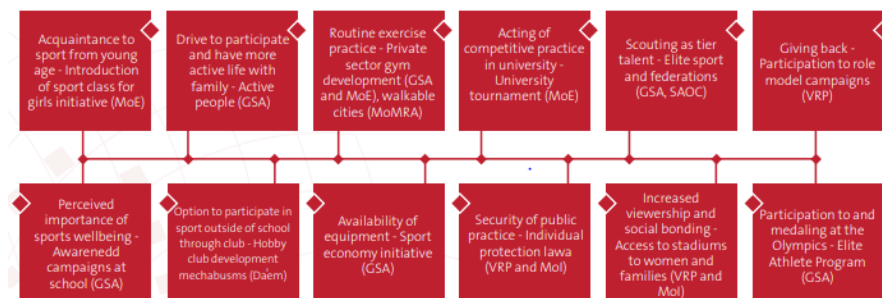 Acquaintance to
sport from young
age - Introduction
of sport class for
girls initiative (MoE)
Drive to participate
and have more
active life with
family - Active
people (GSA)
Routine exercise
practice - Private
sector gym
development (GSA
and MoE), walkable
cities (MoMRA)
Acting of
competitive practice
in university -
University
tournament (MoE)
Scouting as tier
talent - Elite sport
and federations
(GSA, SAOC)
Giving back -
Participation to role
model campaigns
(VRP)
Perceived
importance of
sports wellbeing -
Awarenedd
campaigns at
school (GSA)
Option to participate in
sport outside of school
through club - Hobby
club development
mechabusms (Da'em)
Availability of
equipment - Sport
economy initiative
(GSA)
Security of public
practice - Individual
protection lawa
(VRP and MoI)
Increased
viewership and
social bonding -
Access to stadiums
to women and
families (VRP and
MoI)
Participation to and
medaling at the
Olympics - Elite
Athlete Program
(GSA)